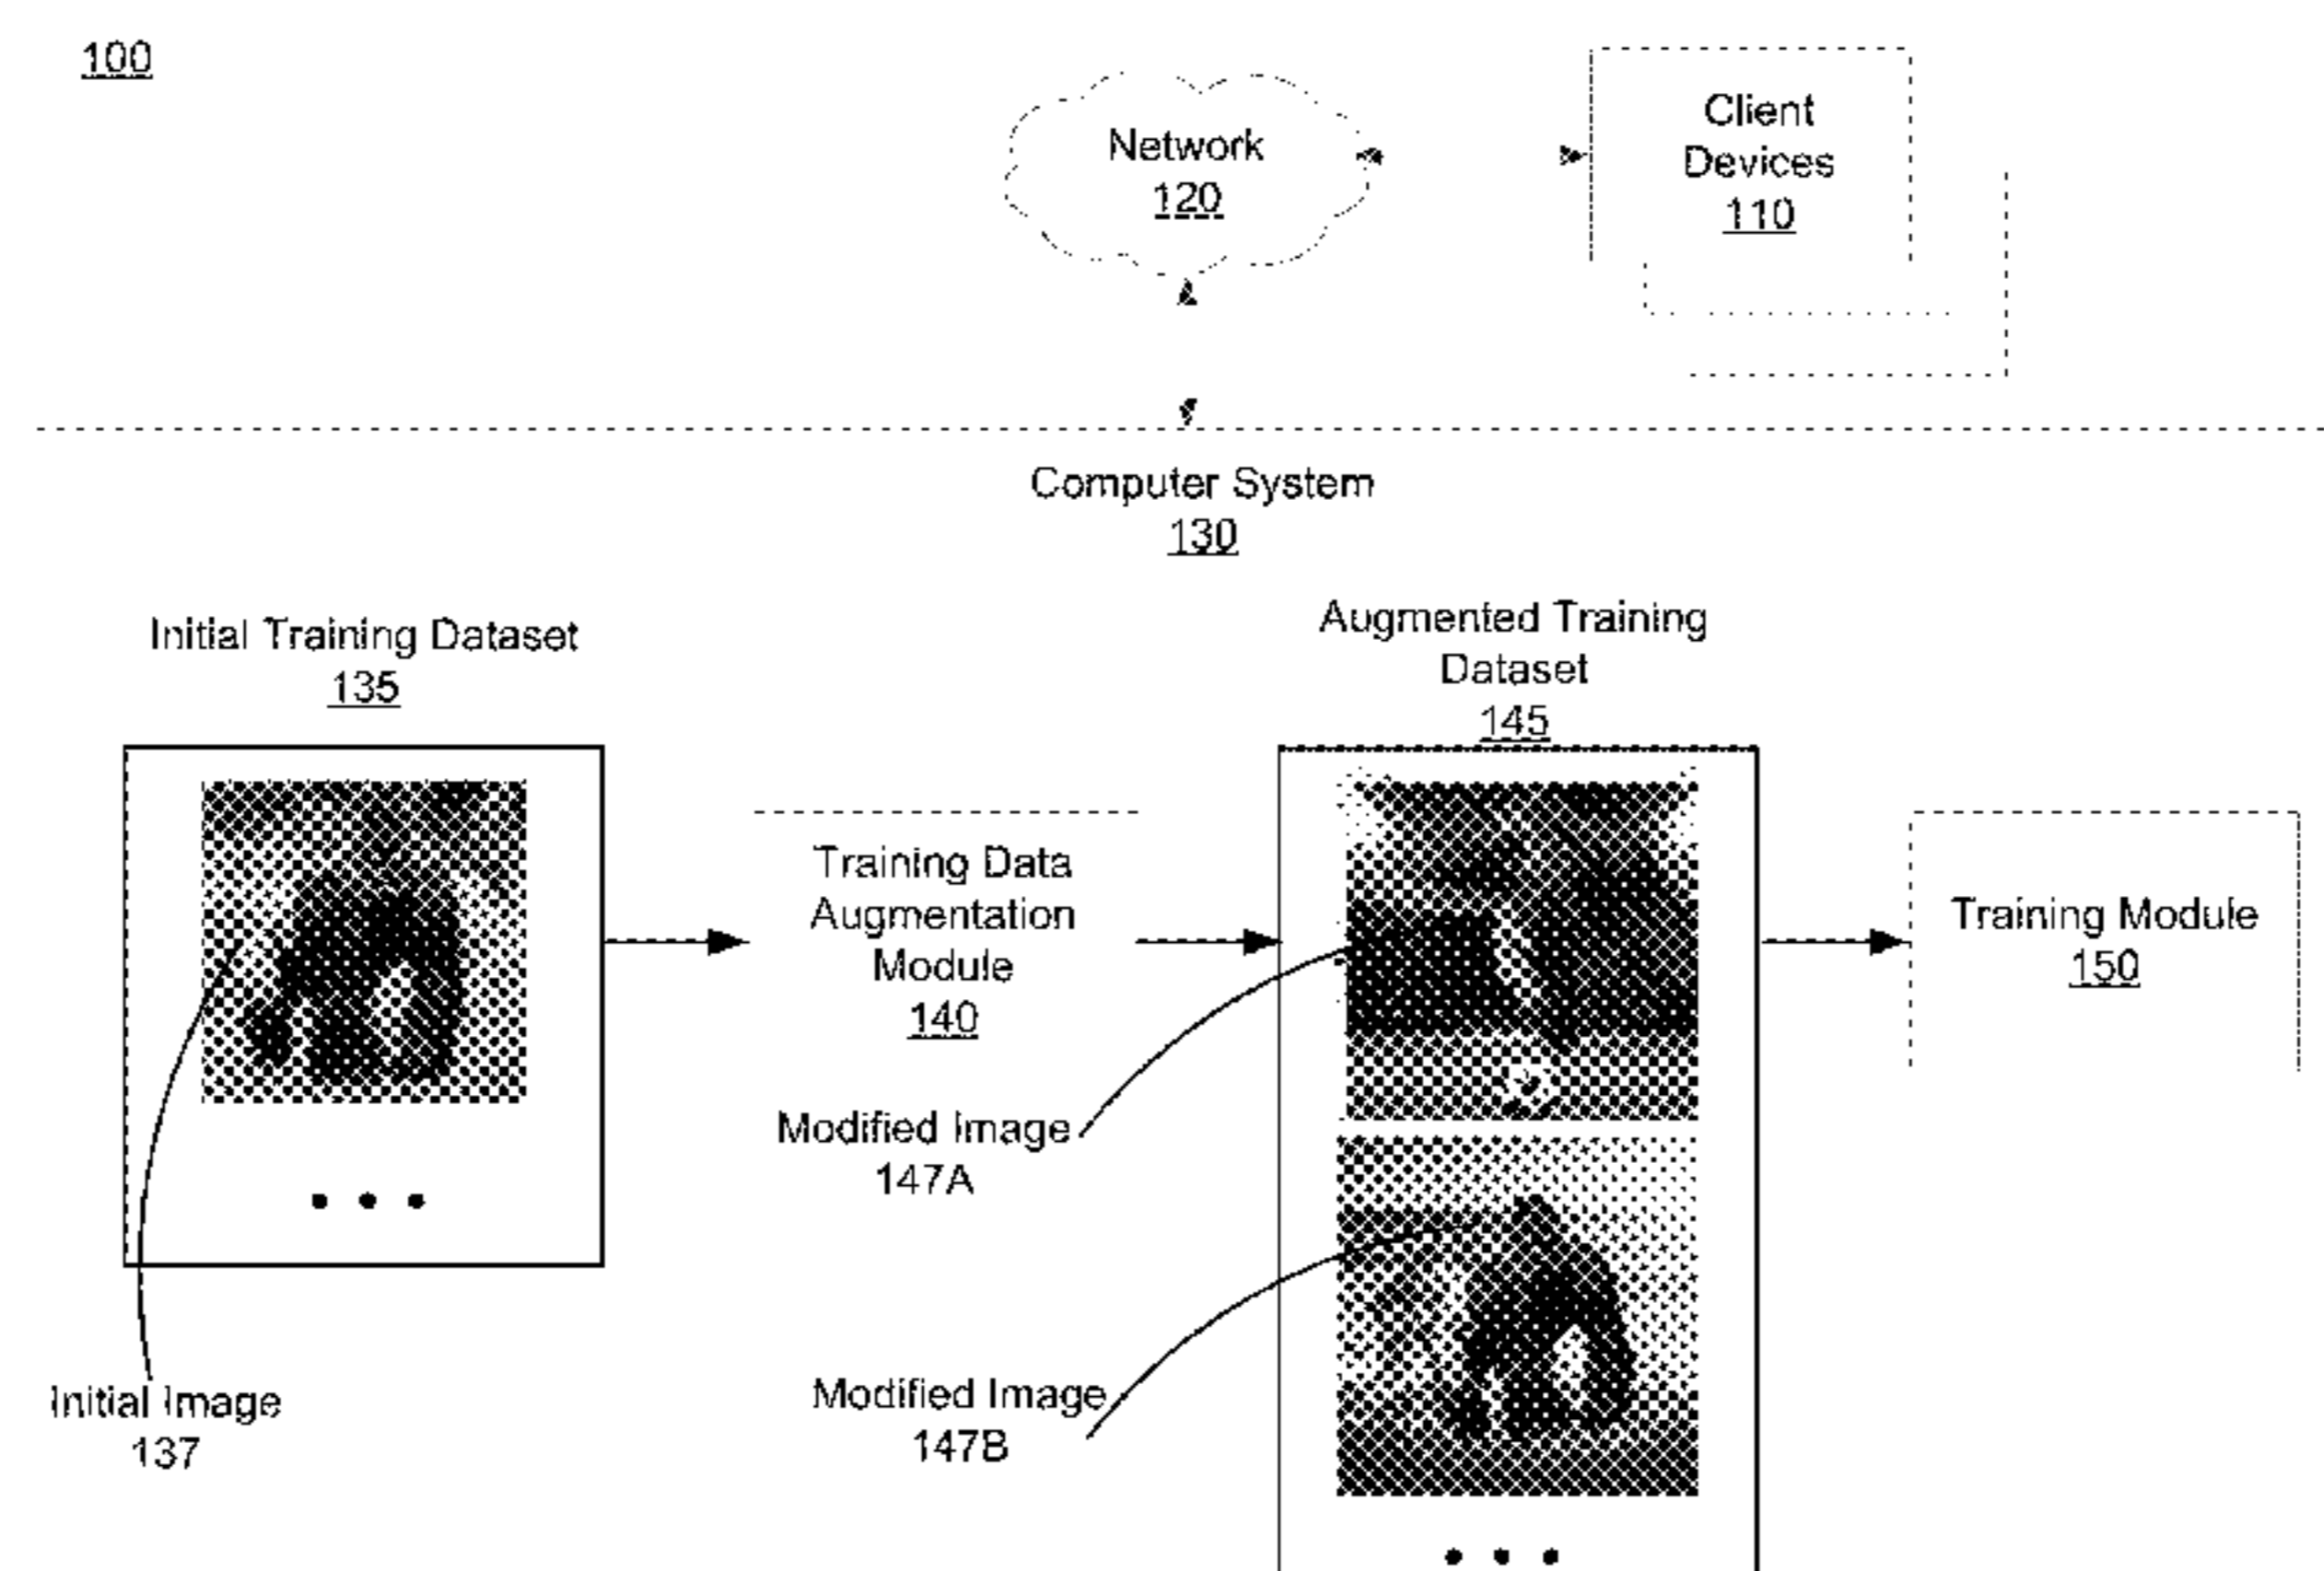 100
Network
120
Client
Devices
110
Computer System
130
Initial Training Dataset
135
Augmented Training
Dataset
145
Training Data
Augmentation
Module
140
Training Module
150
Modified Image
147A
Initial Image
137
Modified Image
147B